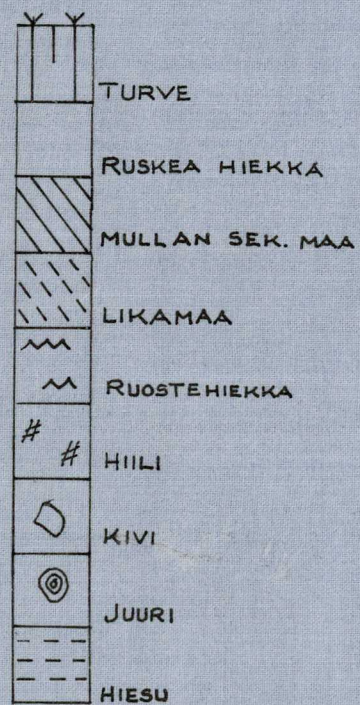 TURVE
RUSKEA HIEKKA
MULLAN SEK. MAA
LIKAMAA
RUOSTEHIEKKA
HIILI
KIVI
JUURI
HIESU